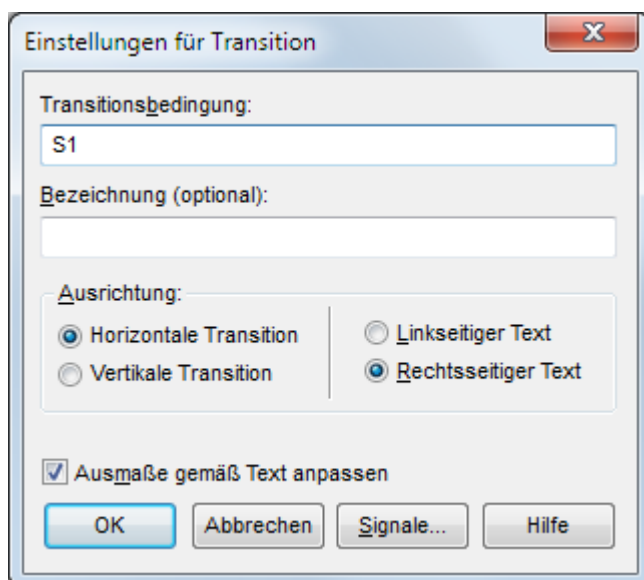 Einstellungen für Transition
Transitionsbedingung:
S1
Bezeichnung (optional):
Ausrichtung:
Horizontale Transition
Linkseitiger Text
Vertikale Transition
Rechtsseitiger Text
Ausmaße gemäß Text anpassen
OK Abbrechen Signale... Hilfe